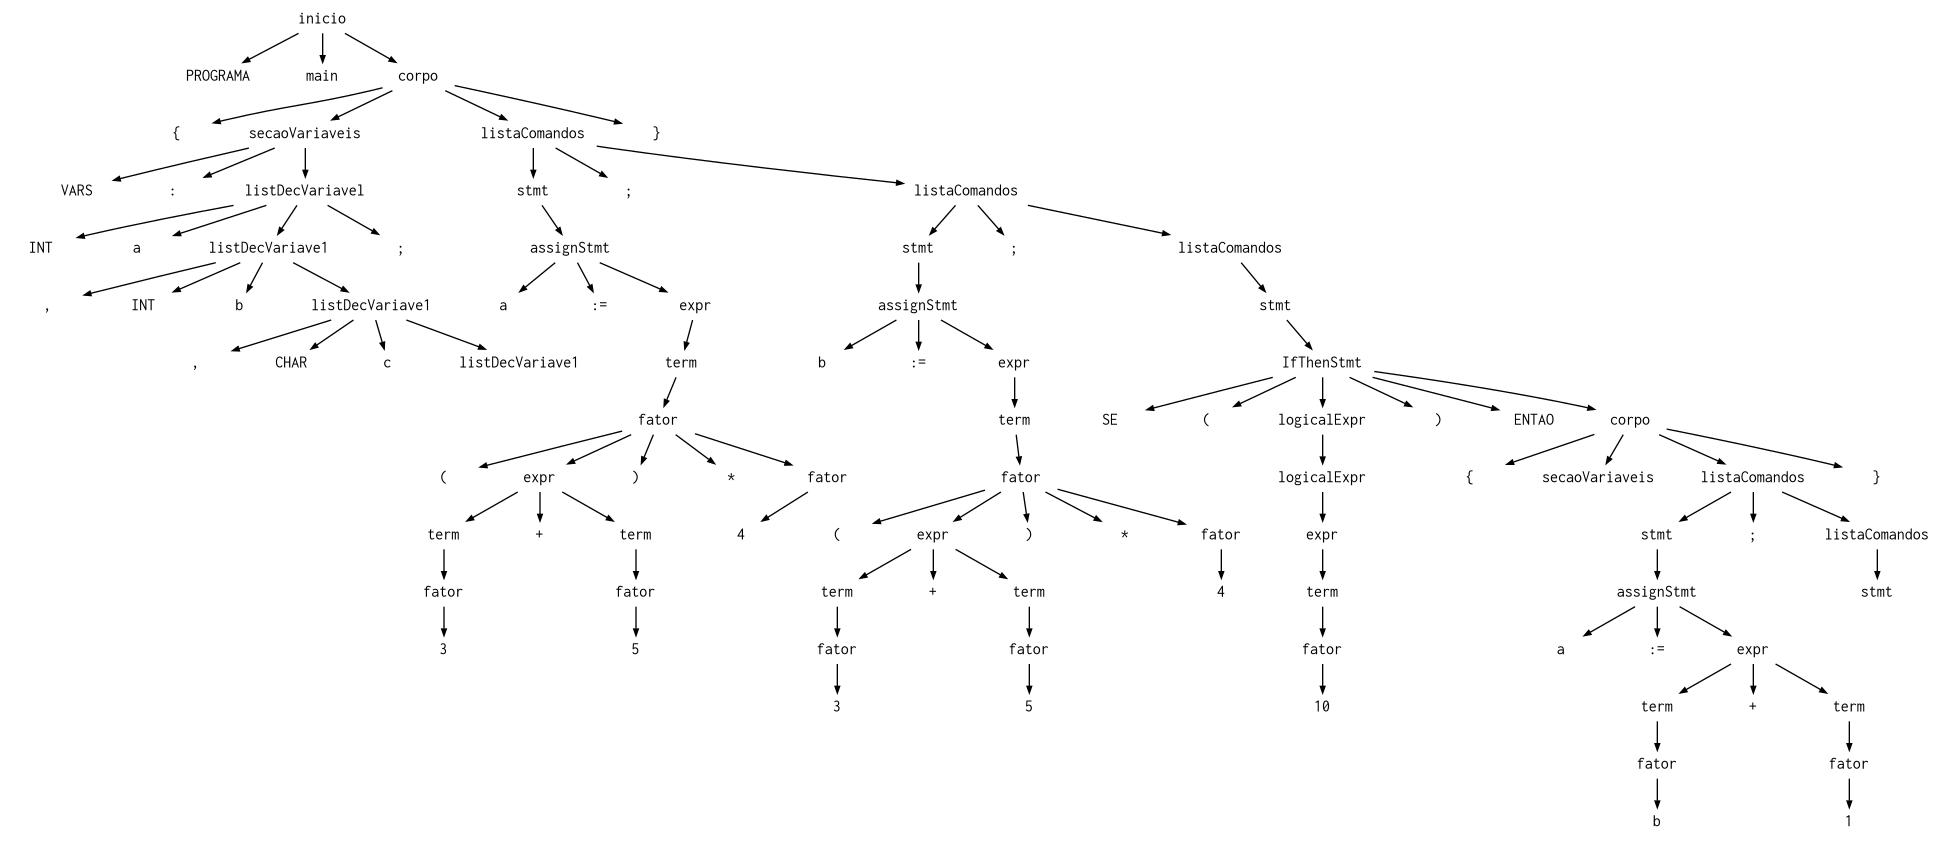 inicio
PROGRAMA main corpo
{ secaoVariaveis listaComandos }
VARS : listDecVariavel stmt ; listaComandos
INT a listDecVariave1 ; assignStmt stmt ; listaComandos
, INT b listDecVariave1 a := expr assignStmt stmt
, CHAR c listDecVariave1 term b := expr IfThenStmt
fator term SE ( logicalExpr ) ENTAO corpo
( expr ) * fator fator logicalExpr { secaoVariaveis listaComandos }
term + term 4 ( expr ) * fator expr stmt ; listaComandos
fator fator term + term 4 term assignStmt stmt
3 5 fator fator fator a := expr
3 5 10 term + term
fator fator
b 1